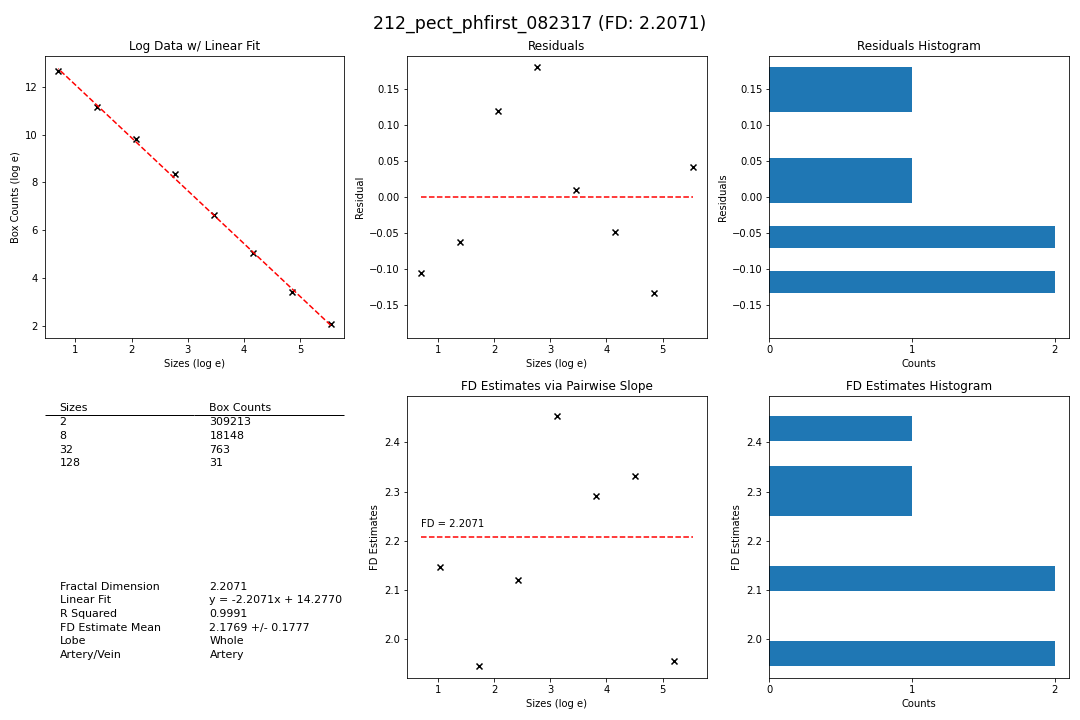 212_pect_phfirst_082317 (FD: 2.2071)
Log Data w/ Linear Fit
Box Counts (log e)
12
10
8
6
4
2
1 2 3 4 5
Sizes (log e)
Residuals
Residual
0.15
0.10
0.05
0.00
−0.05
−0.10
−0.15
1 2 3 4 5
Sizes (log e)
Residuals Histogram
Residuals
0.15
0.10
0.05
0.00
−0.05
−0.10
−0.15
0 1 2
Counts
Sizes Box Counts
2 309213
8 18148
32 763
128 31
Fractal Dimension 2.2071
Linear Fit y = -2.2071x + 14.2770
R Squared 0.9991
FD Estimate Mean 2.1769 +/- 0.1777
Lobe Whole
Artery/Vein Artery
FD Estimates via Pairwise Slope
FD Estimates
2.4
2.3
2.2
2.1
2.0
FD = 2.2071
1 2 3 4 5
Sizes (log e)
FD Estimates Histogram
FD Estimates
2.4
2.3
2.2
2.1
2.0
0 1 2
Counts